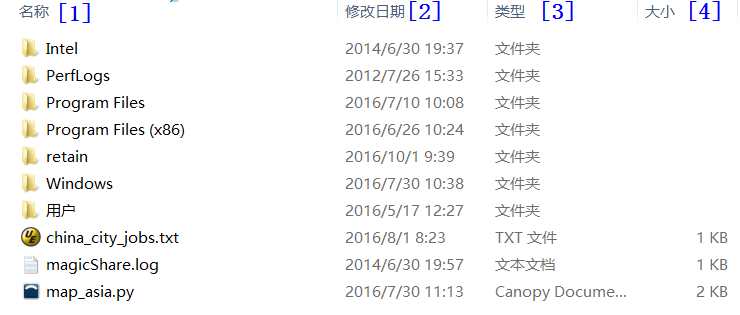 名称 [1] 修改日期 [2] 类型 [3] 大小 [4]
Intel 2014/6/30 19:37 文件夹
PerfLogs 2012/7/26 15:33 文件夹
Program Files 2016/7/10 10:08 文件夹
Program Files (x86) 2016/6/26 10:24 文件夹
retain 2016/10/1 9:39 文件夹
Windows 2016/7/30 10:38 文件夹
用户 2016/5/17 12:27 文件夹
china_city_jobs.txt 2016/8/1 8:23 TXT 文件 1 KB
magicShare.log 2014/6/30 19:57 文本文档 1 KB
map_asia.py 2016/7/30 11:13 Canopy Docume... 2 KB